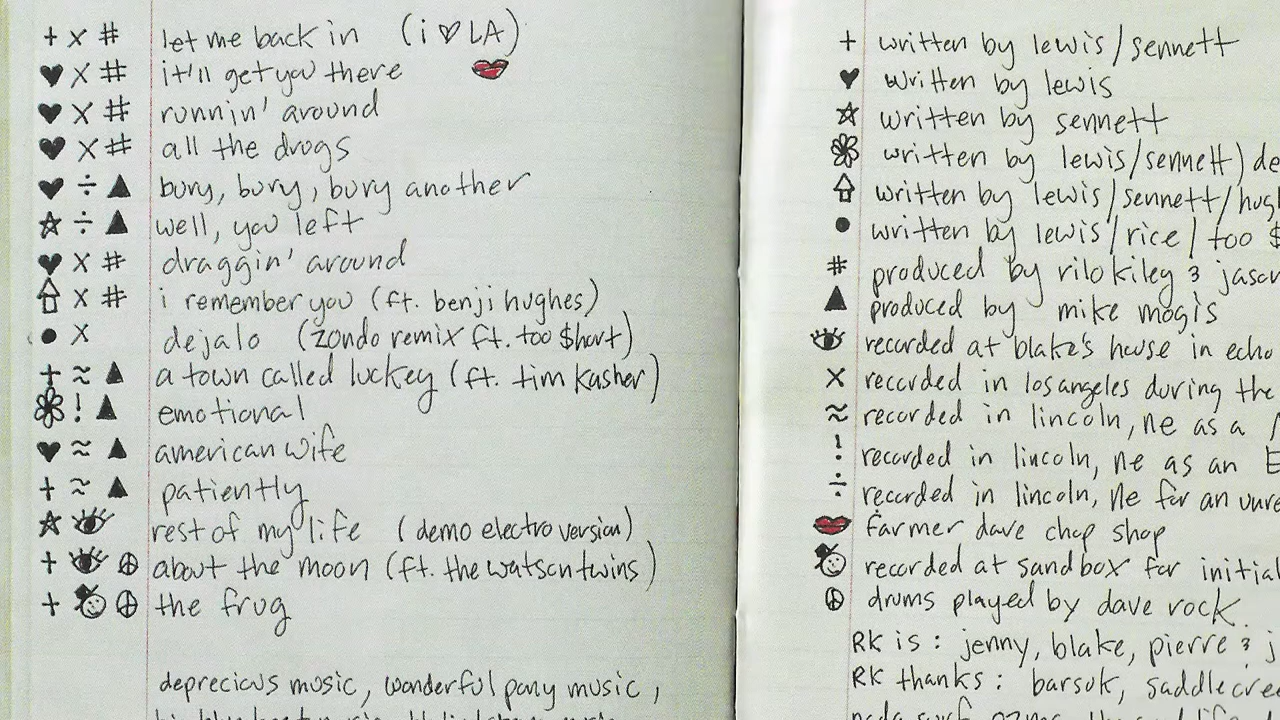 + x # let me back in (i ♥ LA)
♥ x # it'll get you there
♥ x # runnin' around
♥ x # all the drugs
♥ ÷ ▲ bury, bury, bury another
☆ ÷ ▲ well, you left
♥ x # draggin' around
⇧ x # i remember you (ft. benji hughes)
● x dejalo (zondo remix ft. too $hort)
+ ≈ ▲ a town called luckey (ft. tim kasher)
❀ ! ▲ emotional
♥ ≈ ▲ american wife
+ ≈ ▲ patiently
☆ 👁 rest of my life (demo electro version)
+ 👁 ☮ about the moon (ft. the watson twins)
+ ☮ the frug
deprecious music, wonderful pony music,
+ written by lewis/sennett
♥ written by lewis
☆ written by sennett
❀ written by lewis/sennett) de
⇧ written by lewis/sennett/hug
● written by lewis/rice/too $
# produced by rilo kiley & jason
▲ produced by mike mogis
👁 recorded at blake's house in echo
x recorded in los angeles during the
≈ recorded in lincoln, ne as a
! recorded in lincoln, ne as an E
÷ recorded in lincoln, ne for an unre
farmer dave chop shop
recorded at sandbox for initial
☮ drums played by dave rock.
RK is: jenny, blake, pierre & j
RK thanks: barsuk, saddlecree